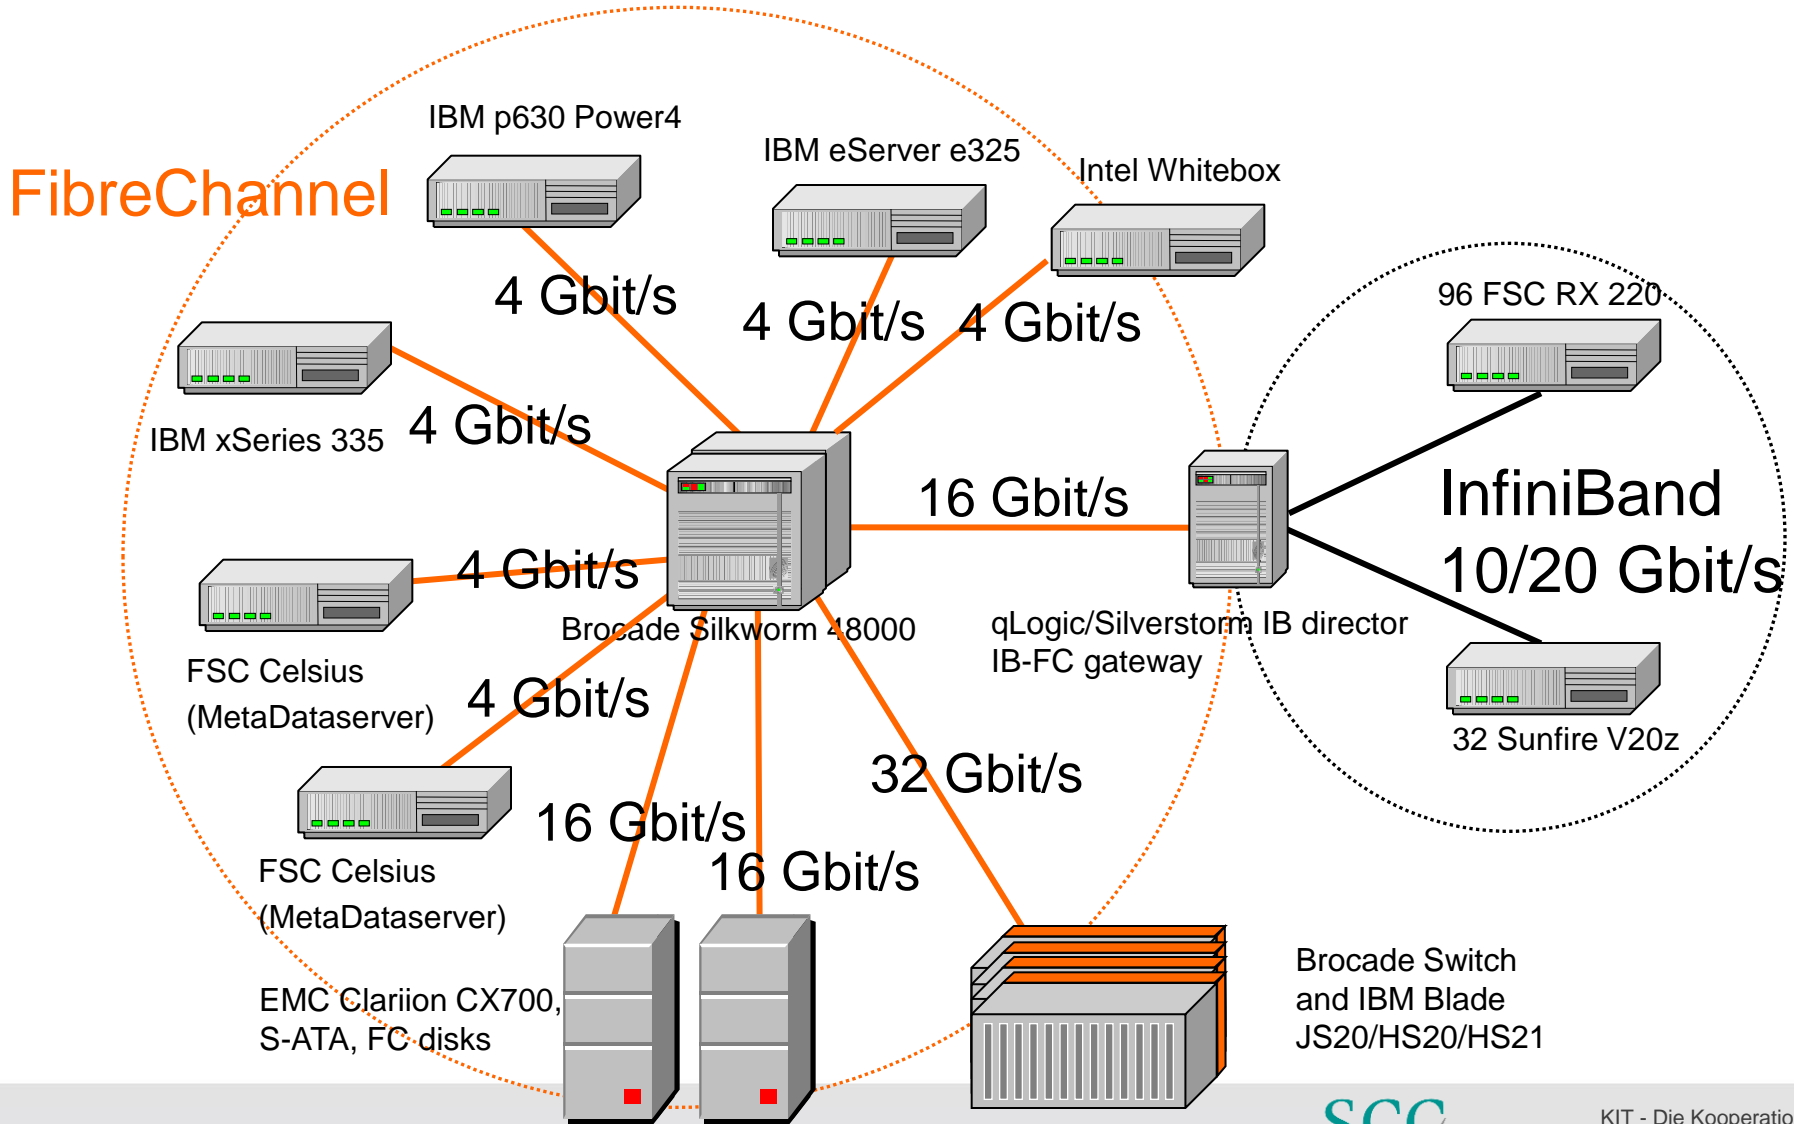 IBM p630 Power4
IBM eServer e325
Intel Whitebox
FibreChannel
4 Gbit/s
4 Gbit/s
4 Gbit/s
96 FSC RX 220
IBM xSeries 335
4 Gbit/s
16 Gbit/s
InfiniBand
10/20 Gbit/s
4 Gbit/s
Brocade Silkworm 48000
qLogic/Silverstorm IB director
IB-FC gateway
FSC Celsius
(MetaDataserver)
4 Gbit/s
32 Sunfire V20z
32 Gbit/s
16 Gbit/s
16 Gbit/s
FSC Celsius
(MetaDataserver)
EMC Clariion CX700,
S-ATA, FC disks
Brocade Switch
and IBM Blade
JS20/HS20/HS21
SCC
KIT - Die Kooperatio